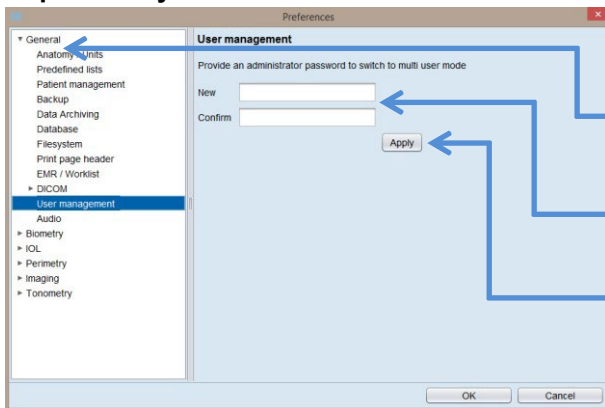 Preferences
▾ General
Anatomy Units
Predefined lists
Patient management
Backup
Data Archiving
Database
Filesystem
Print page header
EMR / Worklist
▸ DICOM
User management
Audio
▸ Biometry
▸ IOL
▸ Perimetry
▸ Imaging
▸ Tonometry
User management
Provide an administrator password to switch to multi user mode
New
Confirm
Apply
OK
Cancel